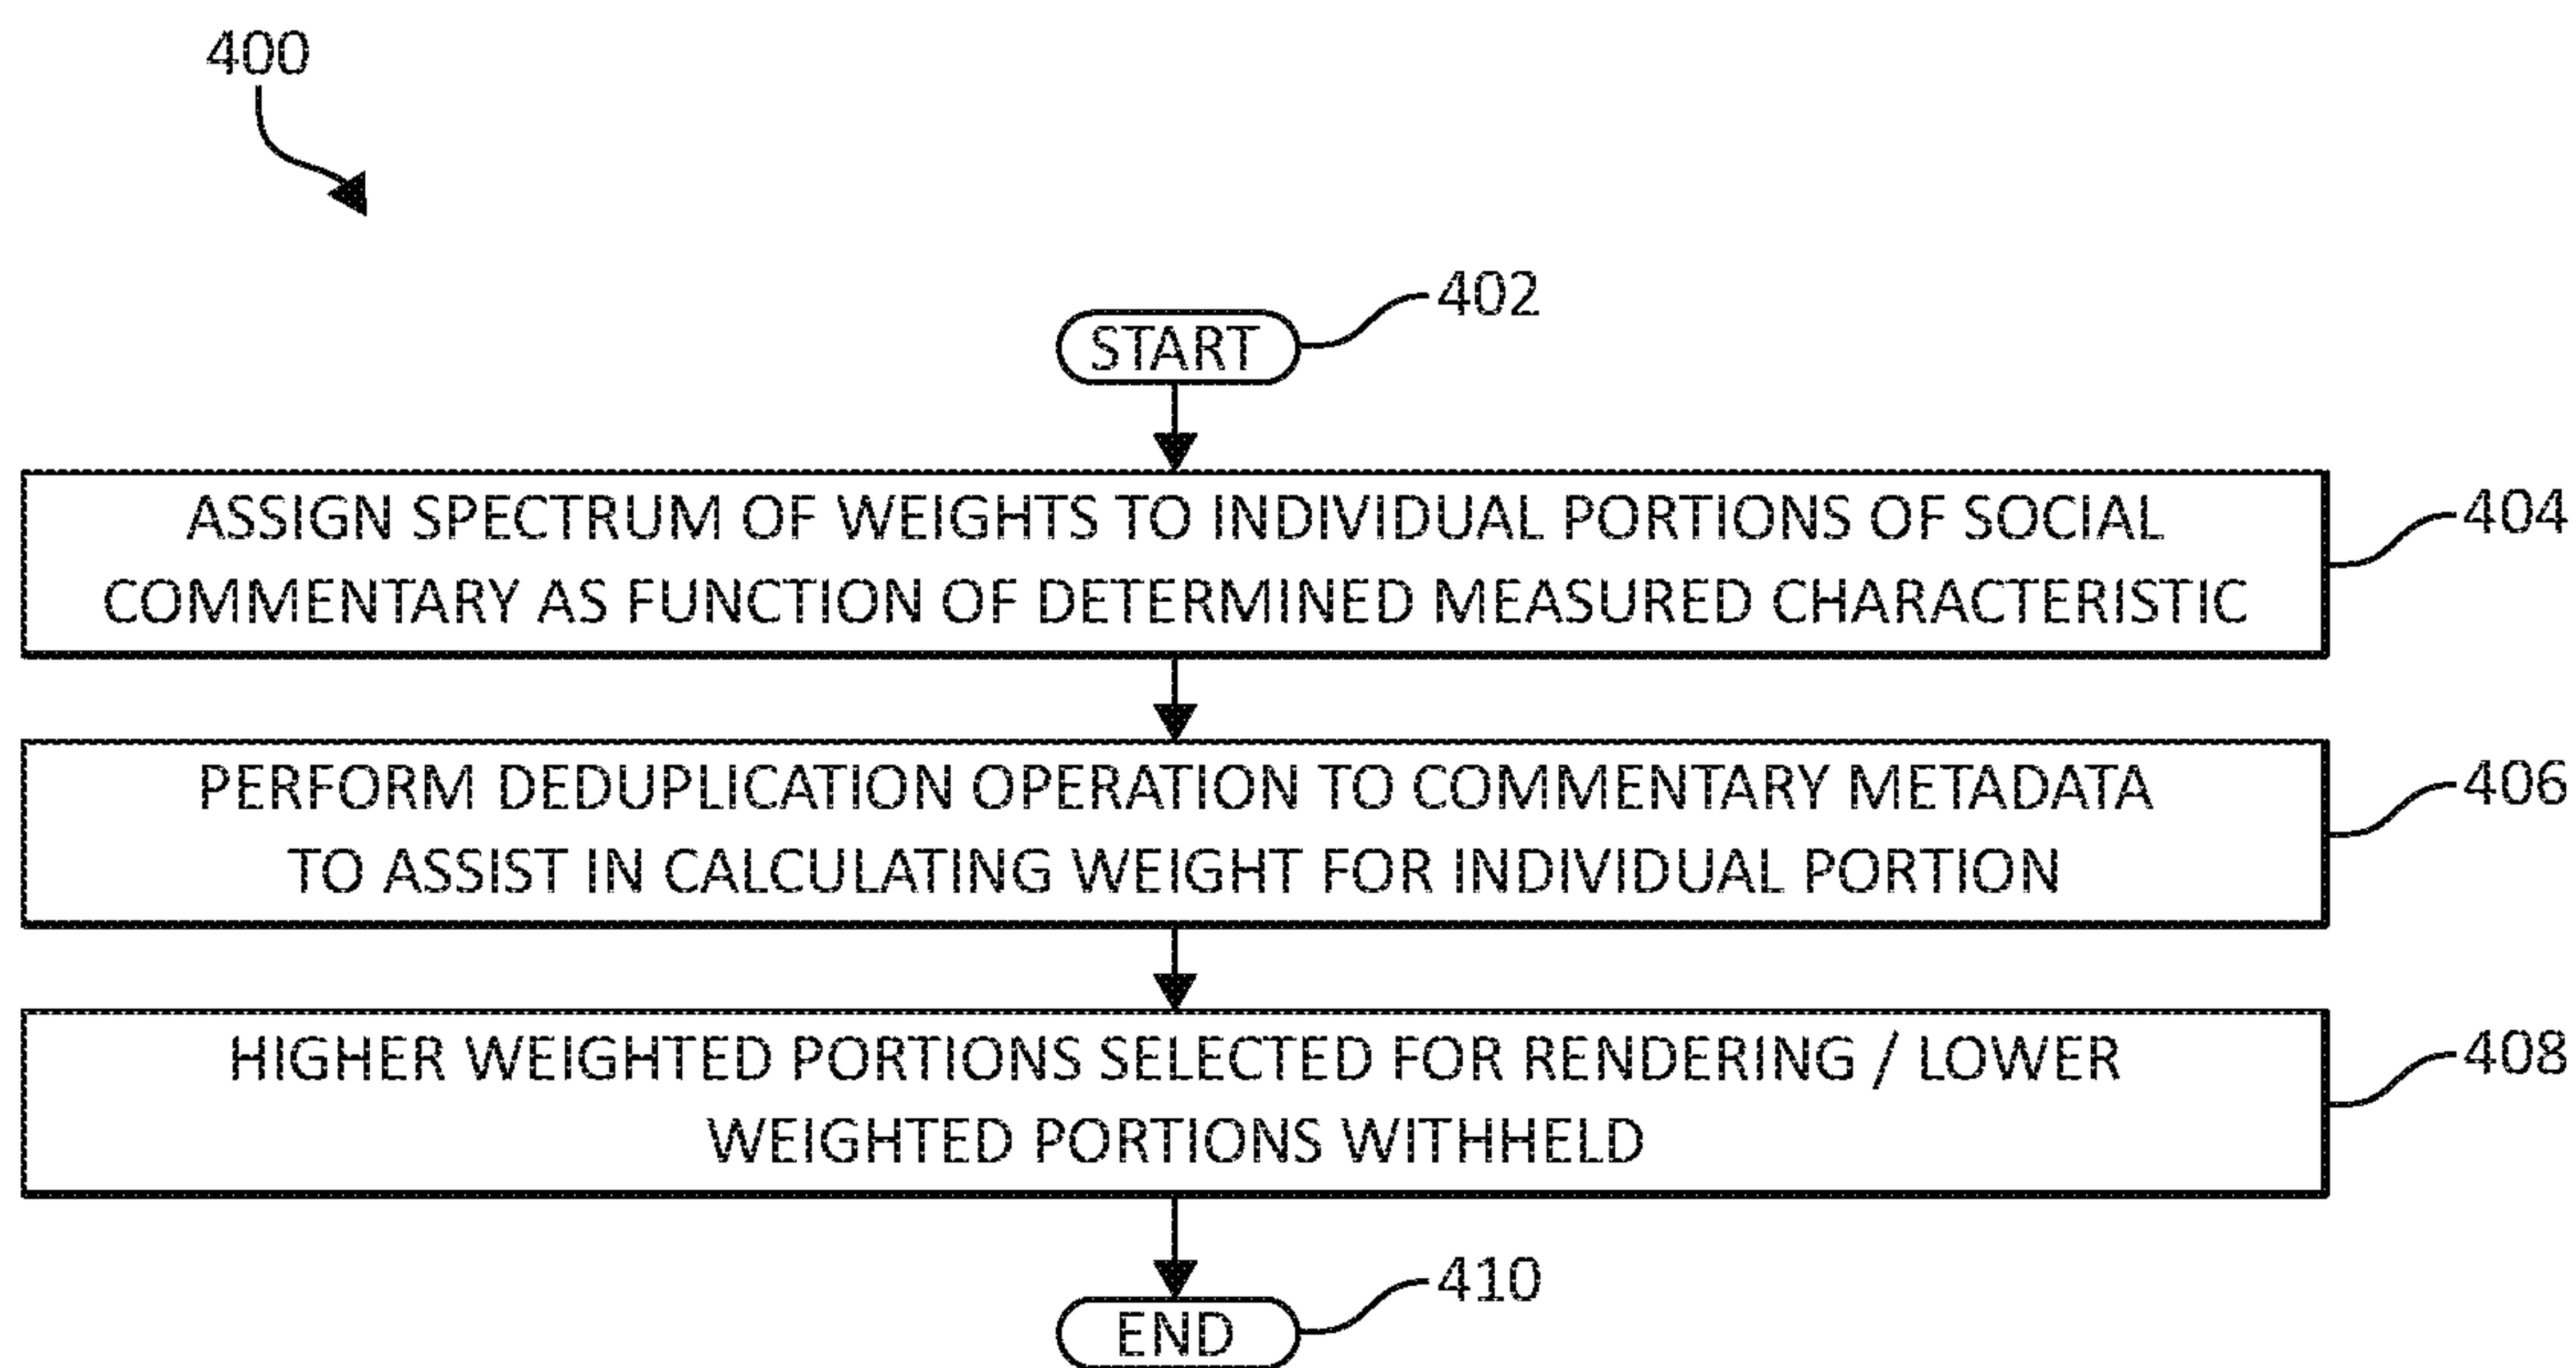 400
START
402
ASSIGN SPECTRUM OF WEIGHTS TO INDIVIDUAL PORTIONS OF SOCIAL
COMMENTARY AS FUNCTION OF DETERMINED MEASURED CHARACTERISTIC
404
PERFORM DEDUPLICATION OPERATION TO COMMENTARY METADATA
TO ASSIST IN CALCULATING WEIGHT FOR INDIVIDUAL PORTION
406
HIGHER WEIGHTED PORTIONS SELECTED FOR RENDERING / LOWER
WEIGHTED PORTIONS WITHHELD
408
END
410